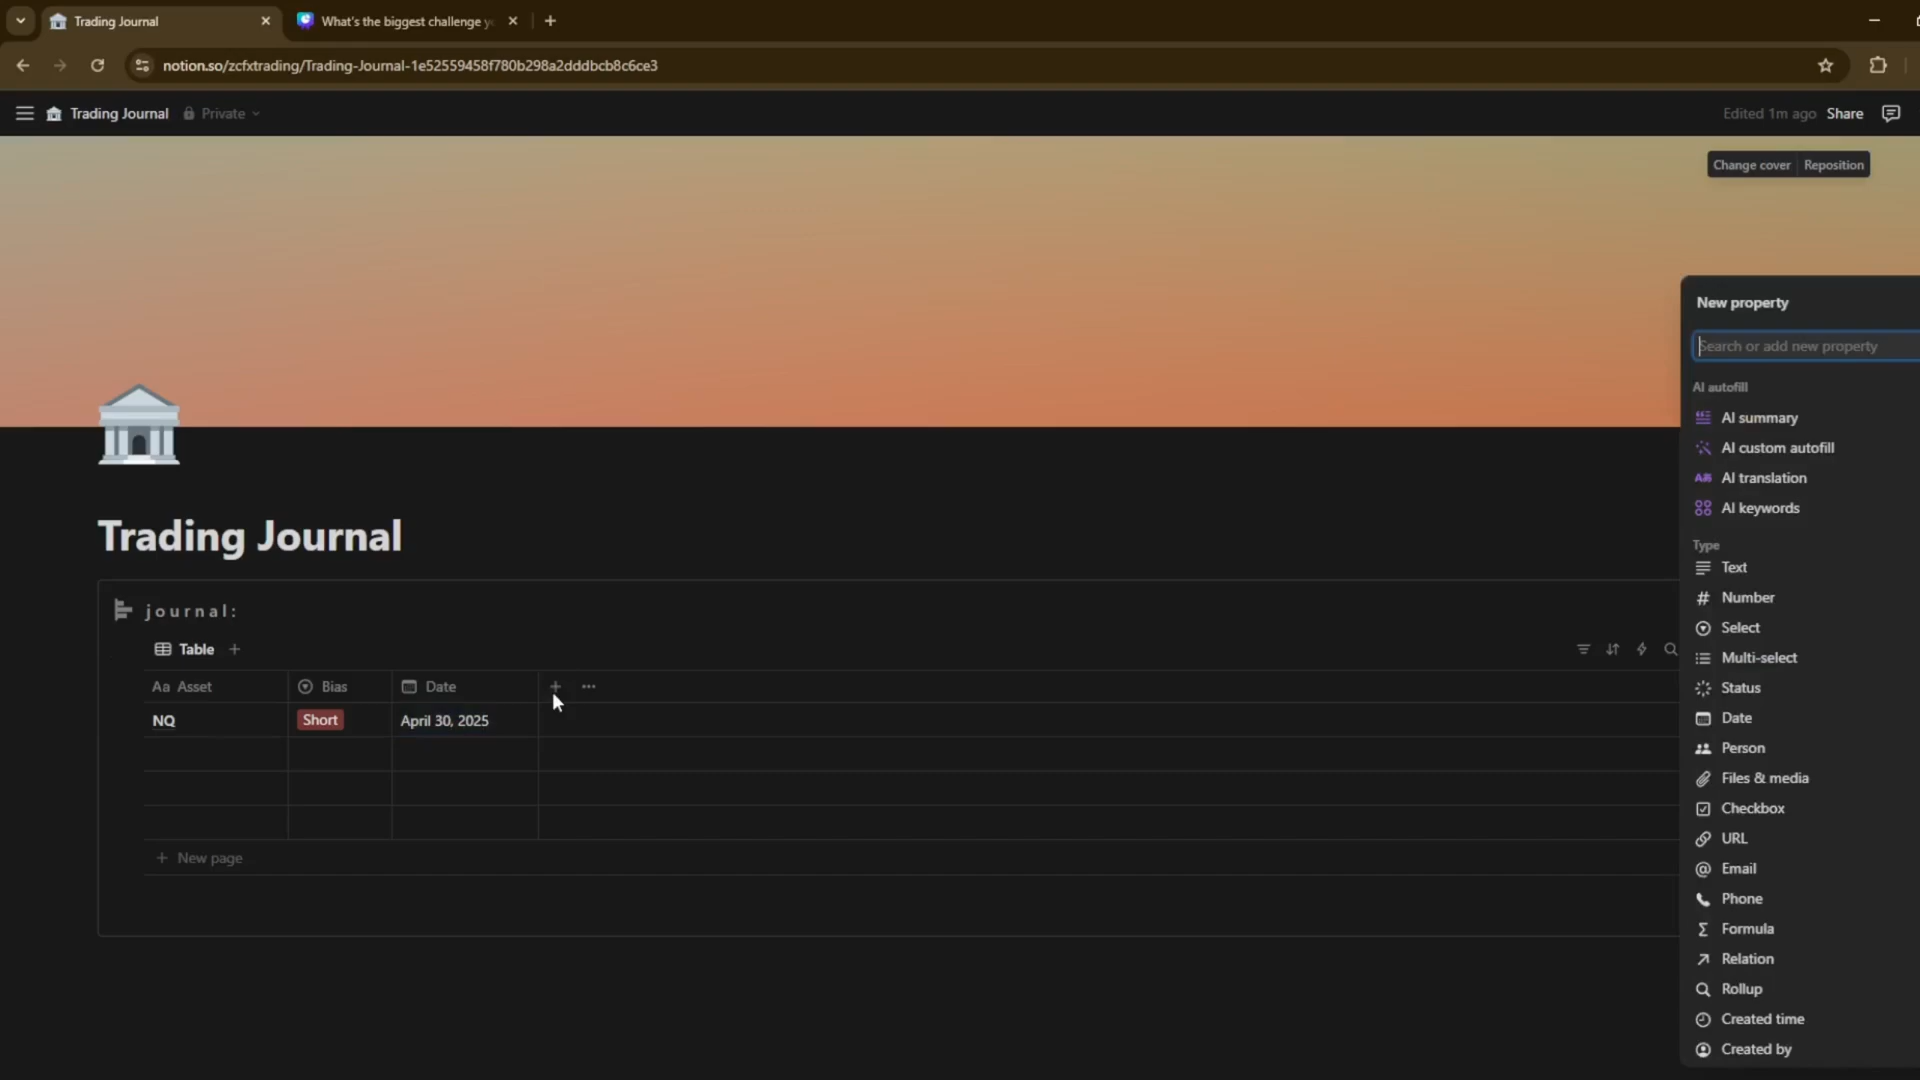 Trading Journal
What's the biggest challenge y
notion.so/zcfxtrading/Trading-Journal-1e52559458f780b298a2dddbcb8c6ce3
Trading Journal Private
Edited 1m ago Share
Change cover Reposition
New property
Search or add new property
AI autofill
AI summary
AI custom autofill
AI translation
AI keywords
Type
Text
Number
Select
Multi-select
Status
Date
Person
Files & media
Checkbox
URL
Email
Phone
Formula
Relation
Rollup
Created time
Created by
Trading Journal
journal:
Table
Aa Asset Bias Date
NQ Short April 30, 2025
New page